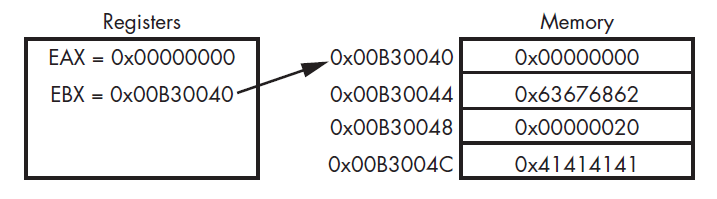 Registers Memory
EAX = 0x00000000 0x00B30040 0x00000000
EBX = 0x00B30040 0x00B30044 0x63676862
0x00B30048 0x00000020
0x00B3004C 0x41414141